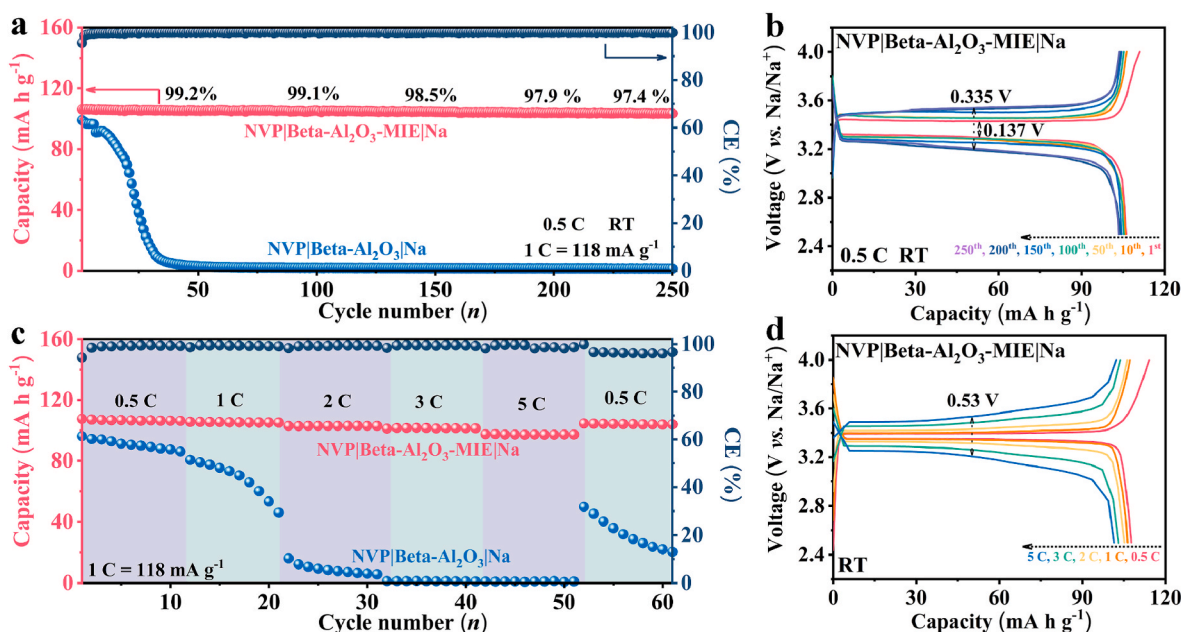 a
160
120
80
40
0
Capacity (mA h g⁻¹)
99.2% 99.1% 98.5% 97.9 % 97.4 %
NVP|Beta-Al₂O₃-MIE|Na
NVP|Beta-Al₂O₃|Na
0.5 C RT
1 C = 118 mA g⁻¹
100
80
60
40
20
0
CE (%)
50 100 150 200 250
Cycle number (n)
b
NVP|Beta-Al₂O₃-MIE|Na
4.0
3.6
3.2
2.8
2.4
Voltage (V vs. Na/Na⁺)
0.335 V
0.137 V
250ᵗʰ, 200ᵗʰ, 150ᵗʰ, 100ᵗʰ, 50ᵗʰ, 10ᵗʰ, 1ˢᵗ
0.5 C RT
0 30 60 90 120
Capacity (mA h g⁻¹)
c
160
120
80
40
0
Capacity (mA h g⁻¹)
0.5 C 1 C 2 C 3 C 5 C 0.5 C
NVP|Beta-Al₂O₃-MIE|Na
NVP|Beta-Al₂O₃|Na
1 C = 118 mA g⁻¹
100
80
60
40
20
0
CE (%)
10 20 30 40 50 60
Cycle number (n)
d
NVP|Beta-Al₂O₃-MIE|Na
4.0
3.6
3.2
2.8
2.4
Voltage (V vs. Na/Na⁺)
0.53 V
5 C, 3 C, 2 C, 1 C, 0.5 C
RT
0 30 60 90 120
Capacity (mA h g⁻¹)